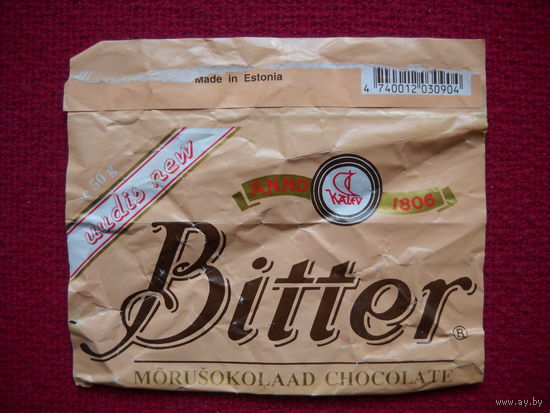 Made in Estonia
4 740012 030904
e 50 g
uudis new
ANNO
KALEV
1806
Bitter ®
MÕRUŠOKOLAAD CHOCOLATE
www.ay.by